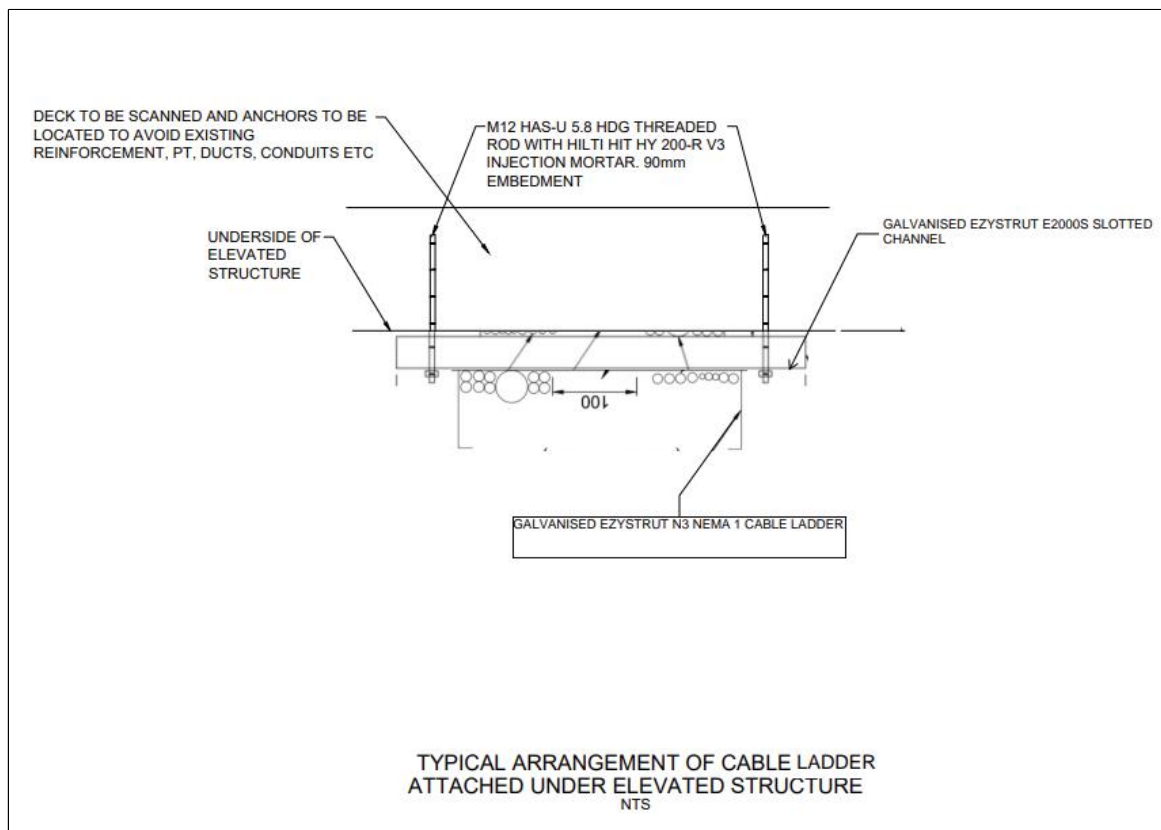 DECK TO BE SCANNED AND ANCHORS TO BE
LOCATED TO AVOID EXISTING
REINFORCEMENT, PT, DUCTS, CONDUITS ETC
M12 HAS-U 5.8 HDG THREADED
ROD WITH HILTI HIT HY 200-R V3
INJECTION MORTAR. 90mm
EMBEDMENT
GALVANISED EZYSTRUT E2000S SLOTTED
CHANNEL
UNDERSIDE OF
ELEVATED
STRUCTURE
100
GALVANISED EZYSTRUT N3 NEMA 1 CABLE LADDER
TYPICAL ARRANGEMENT OF CABLE LADDER
ATTACHED UNDER ELEVATED STRUCTURE
NTS